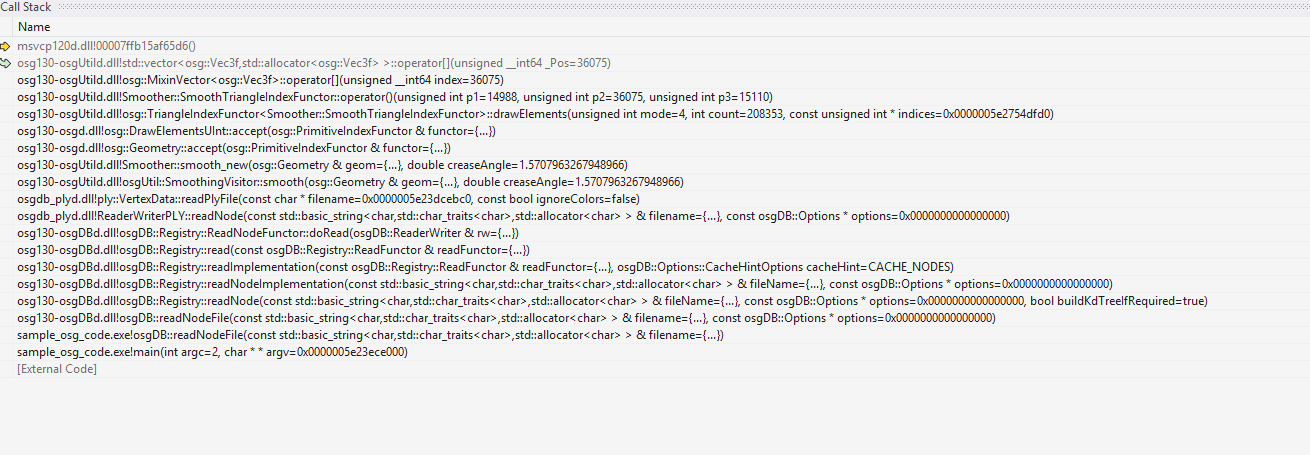 Call Stack
Name
msvcp120d.dll!00007ffb15af65d6()
osg130-osgUtild.dll!std::vector<osg::Vec3f,std::allocator<osg::Vec3f> >::operator[](unsigned __int64 _Pos=36075)
osg130-osgUtild.dll!osg::MixinVector<osg::Vec3f>::operator[](unsigned __int64 index=36075)
osg130-osgUtild.dll!Smoother::SmoothTriangleIndexFunctor::operator()(unsigned int p1=14988, unsigned int p2=36075, unsigned int p3=15110)
osg130-osgUtild.dll!osg::TriangleIndexFunctor<Smoother::SmoothTriangleIndexFunctor>::drawElements(unsigned int mode=4, int count=208353, const unsigned int * indices=0x0000005e2754dfd0)
osg130-osgd.dll!osg::DrawElementsUInt::accept(osg::PrimitiveIndexFunctor & functor={...})
osg130-osgd.dll!osg::Geometry::accept(osg::PrimitiveIndexFunctor & functor={...})
osg130-osgUtild.dll!Smoother::smooth_new(osg::Geometry & geom={...}, double creaseAngle=1.5707963267948966)
osg130-osgUtild.dll!osgUtil::SmoothingVisitor::smooth(osg::Geometry & geom={...}, double creaseAngle=1.5707963267948966)
osgdb_plyd.dll!ply::VertexData::readPlyFile(const char * filename=0x0000005e23dcebc0, const bool ignoreColors=false)
osgdb_plyd.dll!ReaderWriterPLY::readNode(const std::basic_string<char,std::char_traits<char>,std::allocator<char> > & filename={...}, const osgDB::Options * options=0x0000000000000000)
osg130-osgDBd.dll!osgDB::Registry::ReadNodeFunctor::doRead(osgDB::ReaderWriter & rw={...})
osg130-osgDBd.dll!osgDB::Registry::read(const osgDB::Registry::ReadFunctor & readFunctor={...})
osg130-osgDBd.dll!osgDB::Registry::readImplementation(const osgDB::Registry::ReadFunctor & readFunctor={...}, osgDB::Options::CacheHintOptions cacheHint=CACHE_NODES)
osg130-osgDBd.dll!osgDB::Registry::readNodeImplementation(const std::basic_string<char,std::char_traits<char>,std::allocator<char> > & fileName={...}, const osgDB::Options * options=0x0000000000000000)
osg130-osgDBd.dll!osgDB::Registry::readNode(const std::basic_string<char,std::char_traits<char>,std::allocator<char> > & fileName={...}, const osgDB::Options * options=0x0000000000000000, bool buildKdTreeIfRequired=true)
osg130-osgDBd.dll!osgDB::readNodeFile(const std::basic_string<char,std::char_traits<char>,std::allocator<char> > & filename={...}, const osgDB::Options * options=0x0000000000000000)
sample_osg_code.exe!osgDB::readNodeFile(const std::basic_string<char,std::char_traits<char>,std::allocator<char> > & filename={...})
sample_osg_code.exe!main(int argc=2, char * * argv=0x0000005e23ece000)
[External Code]